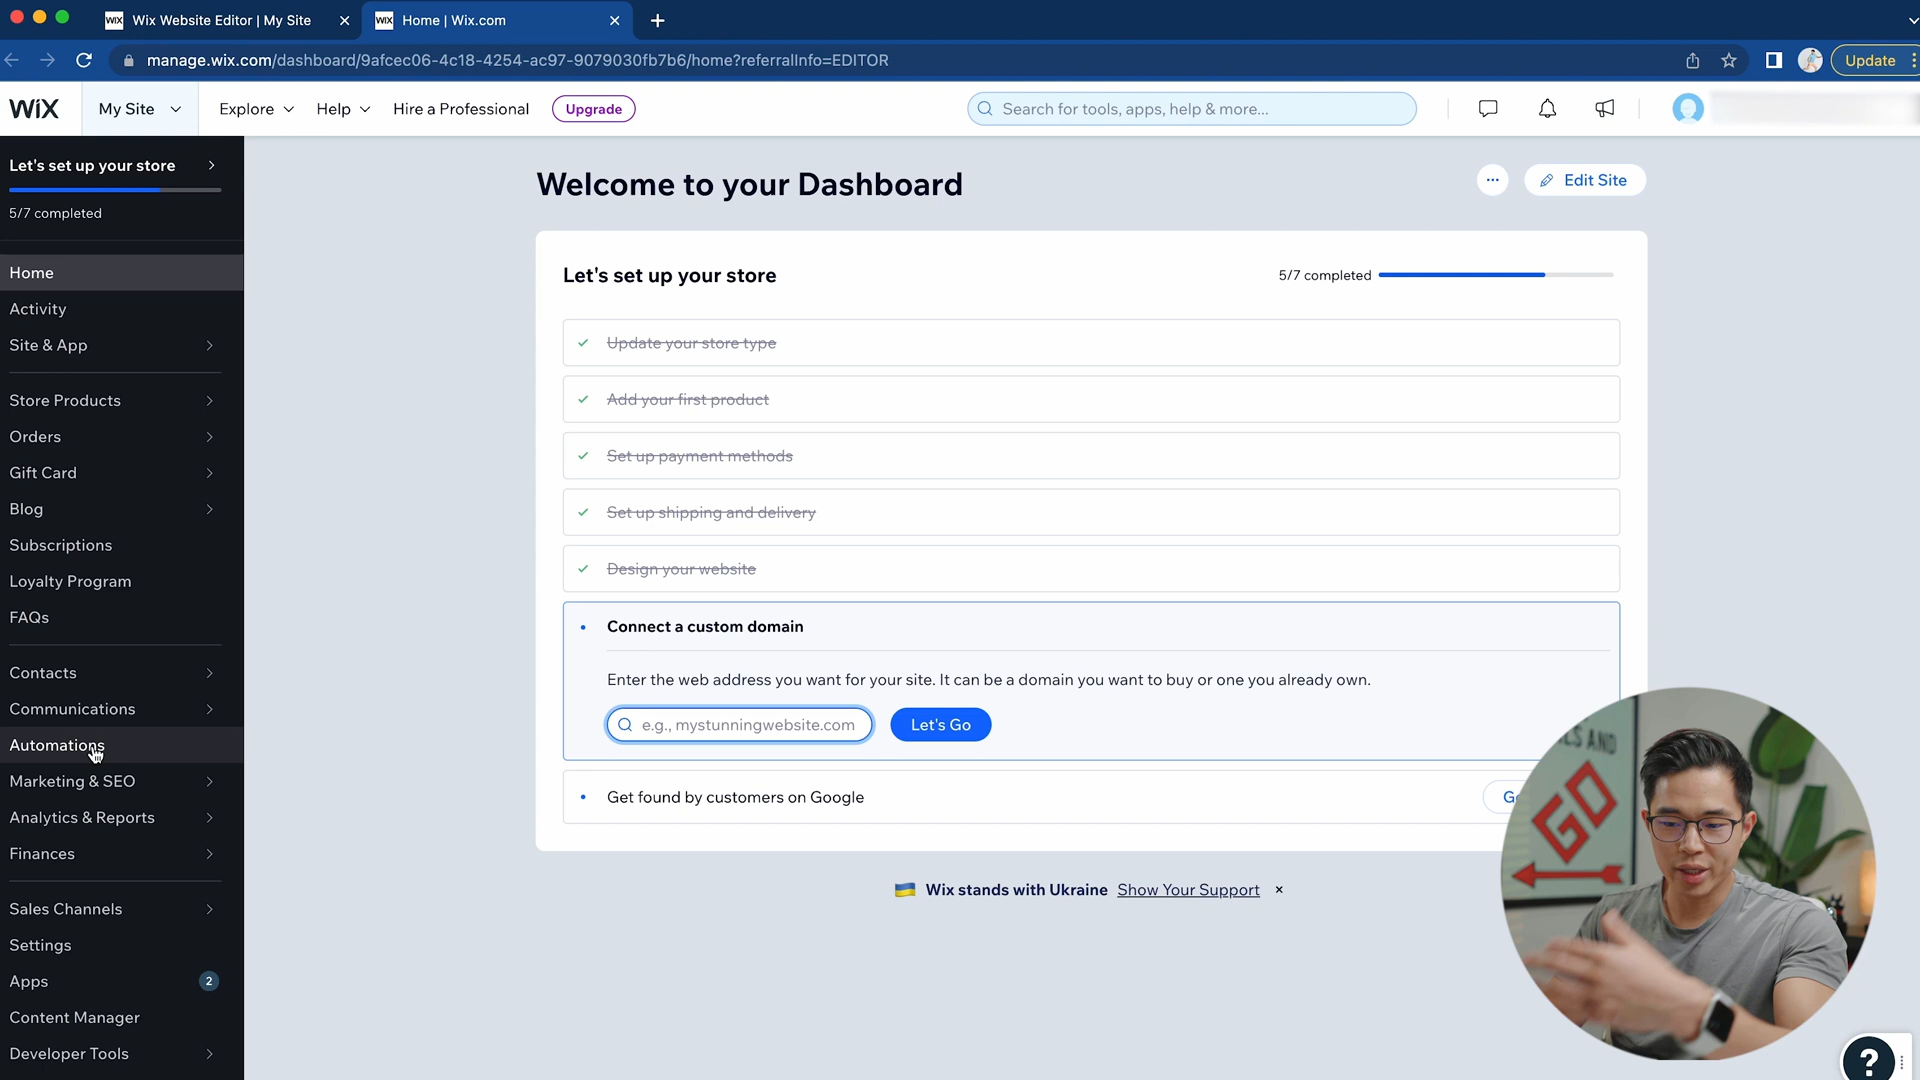 Wix Website Editor | My Site
Home | Wix.com
manage.wix.com/dashboard/9afcec06-4c18-4254-ac97-9079030fb7b6/home?referralInfo=EDITOR
Update
WiX
My Site
Explore
Help
Hire a Professional
Upgrade
Search for tools, apps, help & more...
Let's set up your store
5/7 completed
Home
Activity
Site & App
Store Products
Orders
Gift Card
Blog
Subscriptions
Loyalty Program
FAQs
Contacts
Communications
Automations
Marketing & SEO
Analytics & Reports
Finances
Sales Channels
Settings
Apps 2
Content Manager
Developer Tools
Welcome to your Dashboard
Edit Site
Let's set up your store
5/7 completed
Update your store type
Add your first product
Set up payment methods
Set up shipping and delivery
Design your website
Connect a custom domain
Enter the web address you want for your site. It can be a domain you want to buy or one you already own.
e.g., mystunningwebsite.com
Let's Go
Get found by customers on Google
Wix stands with Ukraine Show Your Support
AND
GO
?